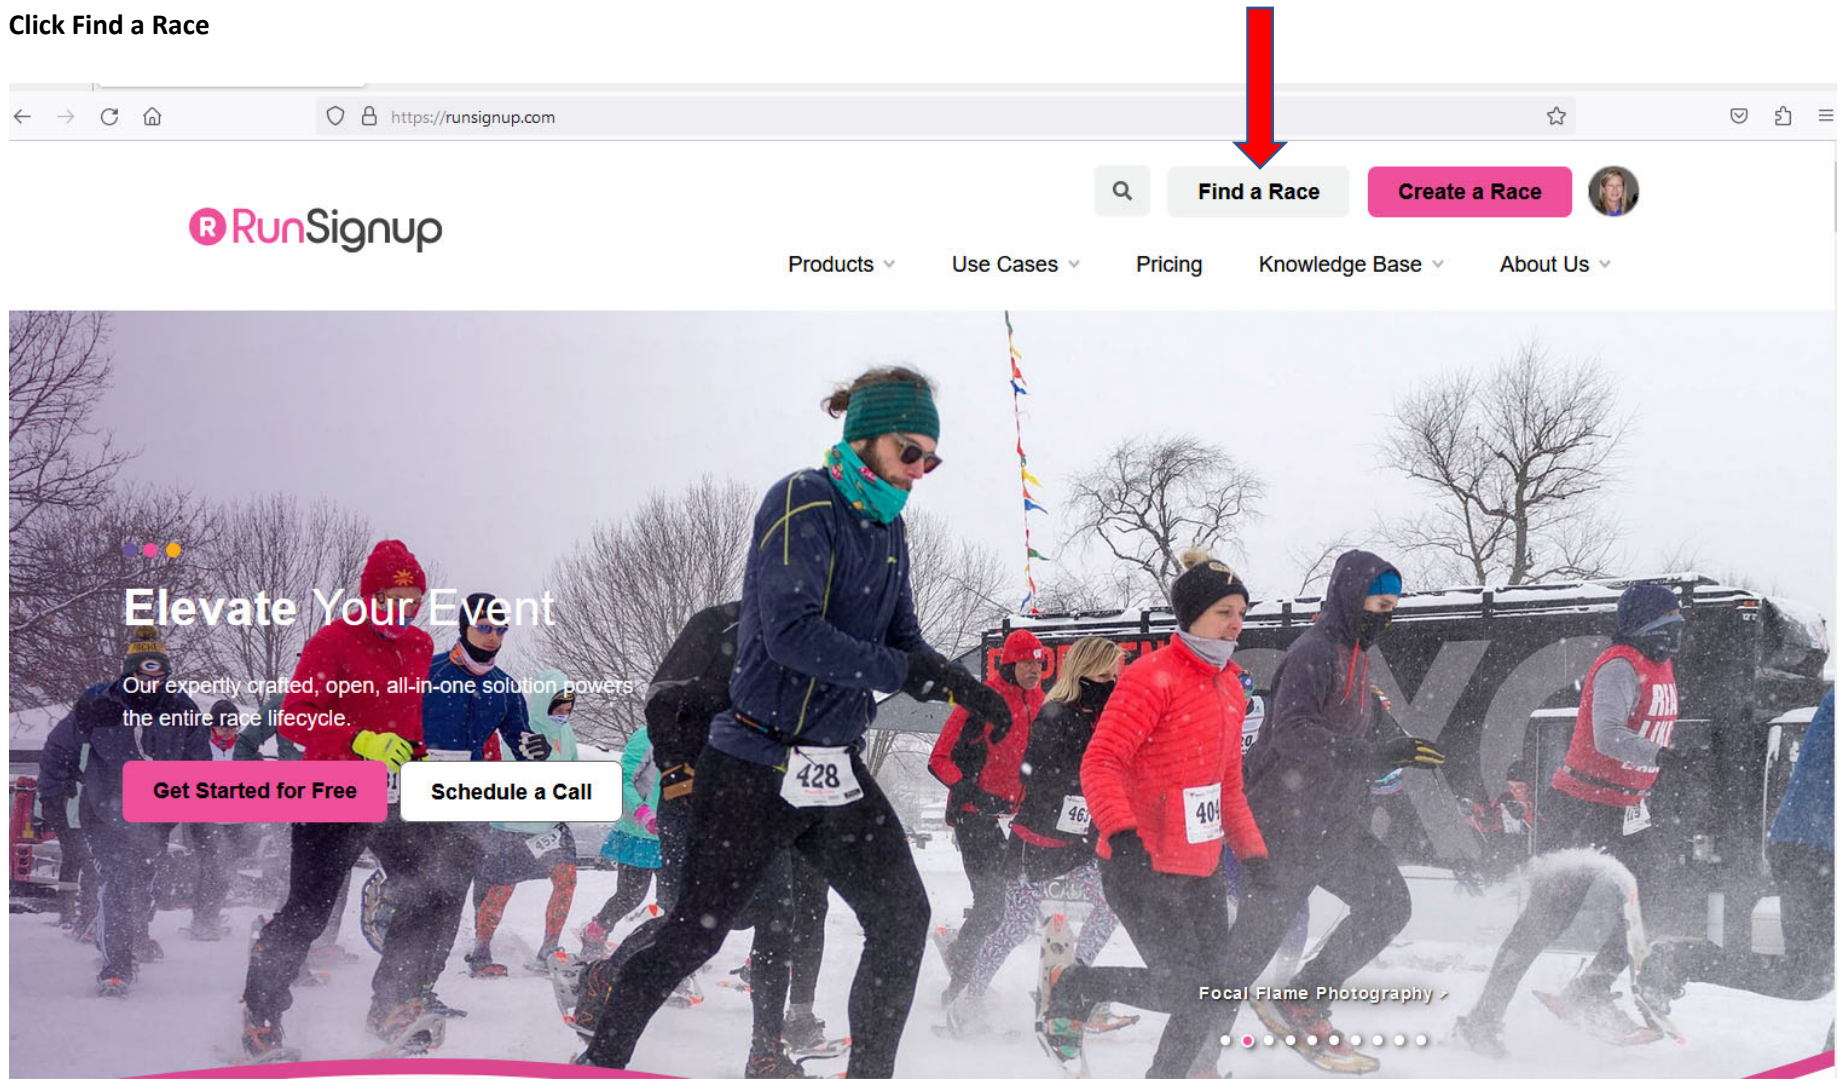 Click Find a Race
https://runsignup.com
Find a Race
Create a Race
R RunSignup
Products
Use Cases
Pricing
Knowledge Base
About Us
Elevate Your Event
Our expertly crafted, open, all-in-one solution powers
the entire race lifecycle.
Get Started for Free
Schedule a Call
428
404
Focal Flame Photography